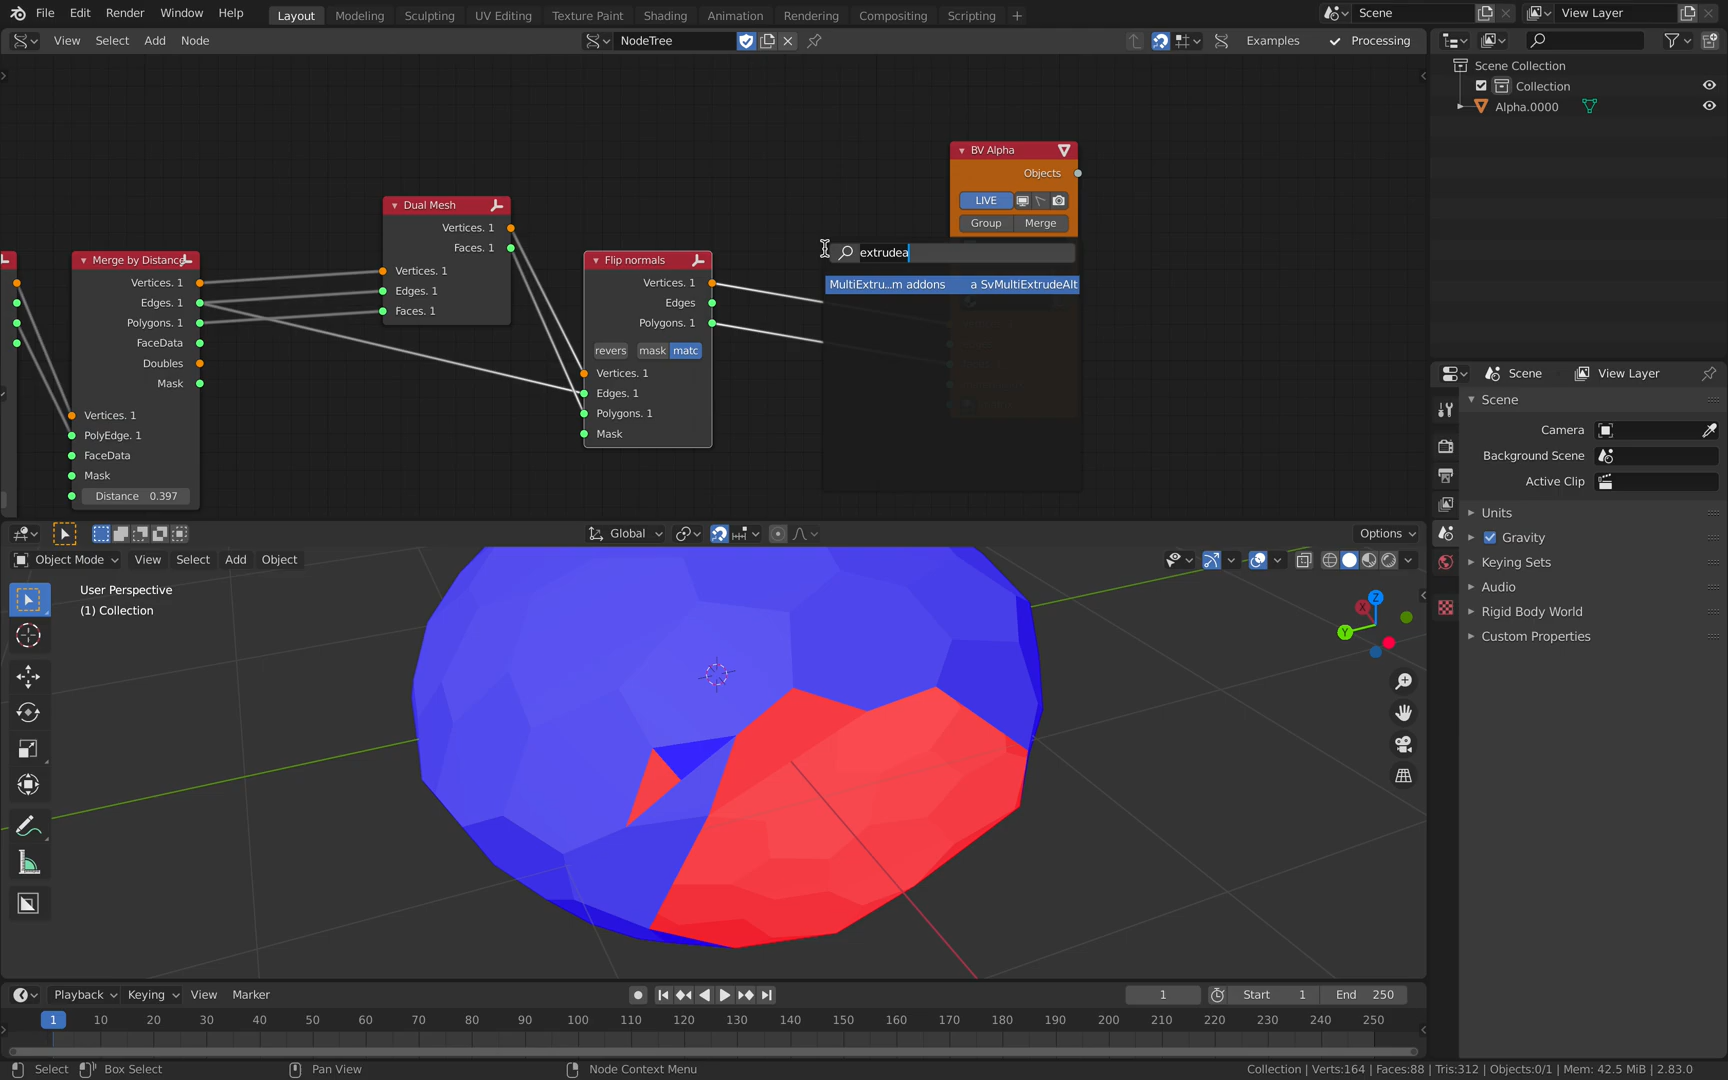 File Edit Render Window Help Layout Modeling Sculpting UV Editing Texture Paint Shading Animation Rendering Compositing Scripting + Scene View Layer
View Select Add Node NodeTree Examples Processing
Scene Collection
Collection
Alpha.0000
BV Alpha
Objects
LIVE
Group Merge
extrudea
MultiExtru...m addons a SvMultiExtrudeAlt
Dual Mesh
Vertices. 1
Faces. 1
Vertices. 1
Edges. 1
Faces. 1
Merge by Distance
Vertices. 1
Edges. 1
Polygons. 1
FaceData
Doubles
Mask
Vertices. 1
PolyEdge. 1
FaceData
Mask
Distance 0.397
Flip normals
Vertices. 1
Edges
Polygons. 1
revers mask matc
Vertices. 1
Edges. 1
Polygons. 1
Mask
Scene View Layer
Scene
Camera
Background Scene
Active Clip
Units
Gravity
Keying Sets
Audio
Rigid Body World
Custom Properties
Global Options
Object Mode View Select Add Object
User Perspective
(1) Collection
Z
X
Y
Playback Keying View Marker 1 Start 1 End 250
1 10 20 30 40 50 60 70 80 90 100 110 120 130 140 150 160 170 180 190 200 210 220 230 240 250
Select Box Select Pan View Node Context Menu Collection | Verts:164 | Faces:88 | Tris:312 | Objects:0/1 | Mem: 42.5 MiB | 2.83.0